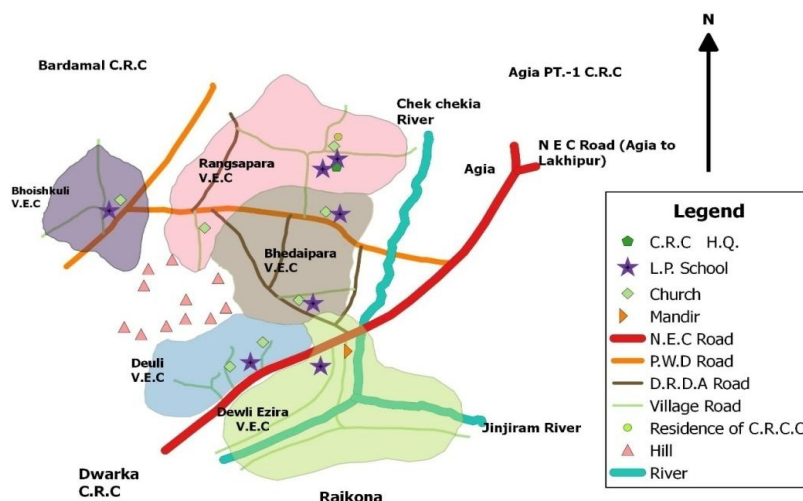 N
Bardamal C.R.C
Agia PT.-1 C.R.C
Chek chekia
River
N E C Road (Agia to
Lakhipur)
Agia
Rangsapara
V.E.C
Bhoishkuli
V.E.C
Bhedaipara
V.E.C
Deuli
V.E.C
Dewli Ezira
V.E.C
Jinjiram River
Dwarka
C.R.C
Raikona
Legend
C.R.C H.Q.
L.P. School
Church
Mandir
N.E.C Road
P.W.D Road
D.R.D.A Road
Village Road
Residence of C.R.C.C
Hill
River